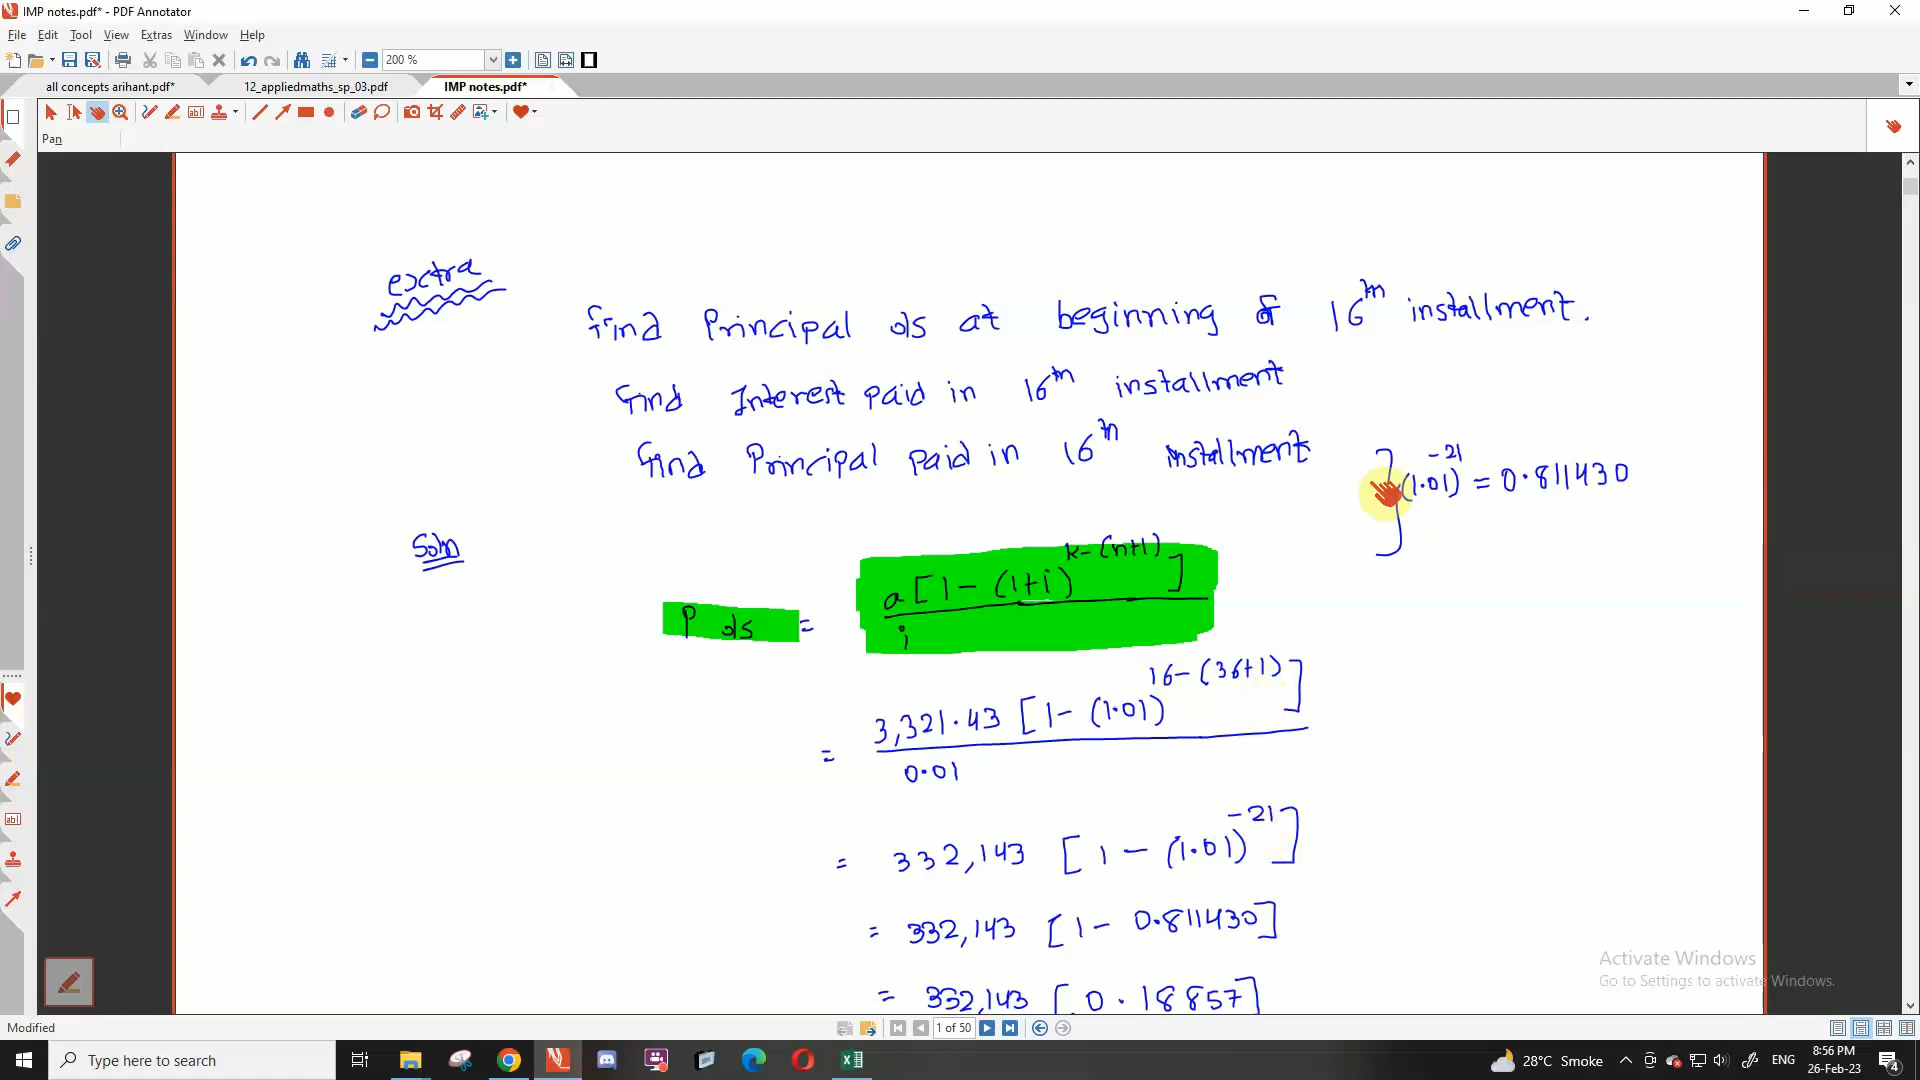 IMP notes.pdf* - PDF Annotator
File Edit Tool View Extras Window Help
200 %
all concepts arihant.pdf* 12_appliedmaths_sp_03.pdf IMP notes.pdf*
Pan
extra
find Principal o/s at beginning of 16th installment.
find Interest paid in 16th installment
find Principal paid in 16th installment
(1.01)^-21 = 0.811430
Soln
P o/s = a[1-(1+i)^k-(n+1)]
i
= 3,321.43 [1-(1.01)^16-(36+1)]
0.01
= 332,143 [1-(1.01)^-21]
= 332,143 [1- 0.811430]
= 332,143 [0.18857]
Activate Windows
Go to Settings to activate Windows.
Modified
1 of 50
Type here to search
28°C Smoke
ENG
8:56 PM
26-Feb-23
4